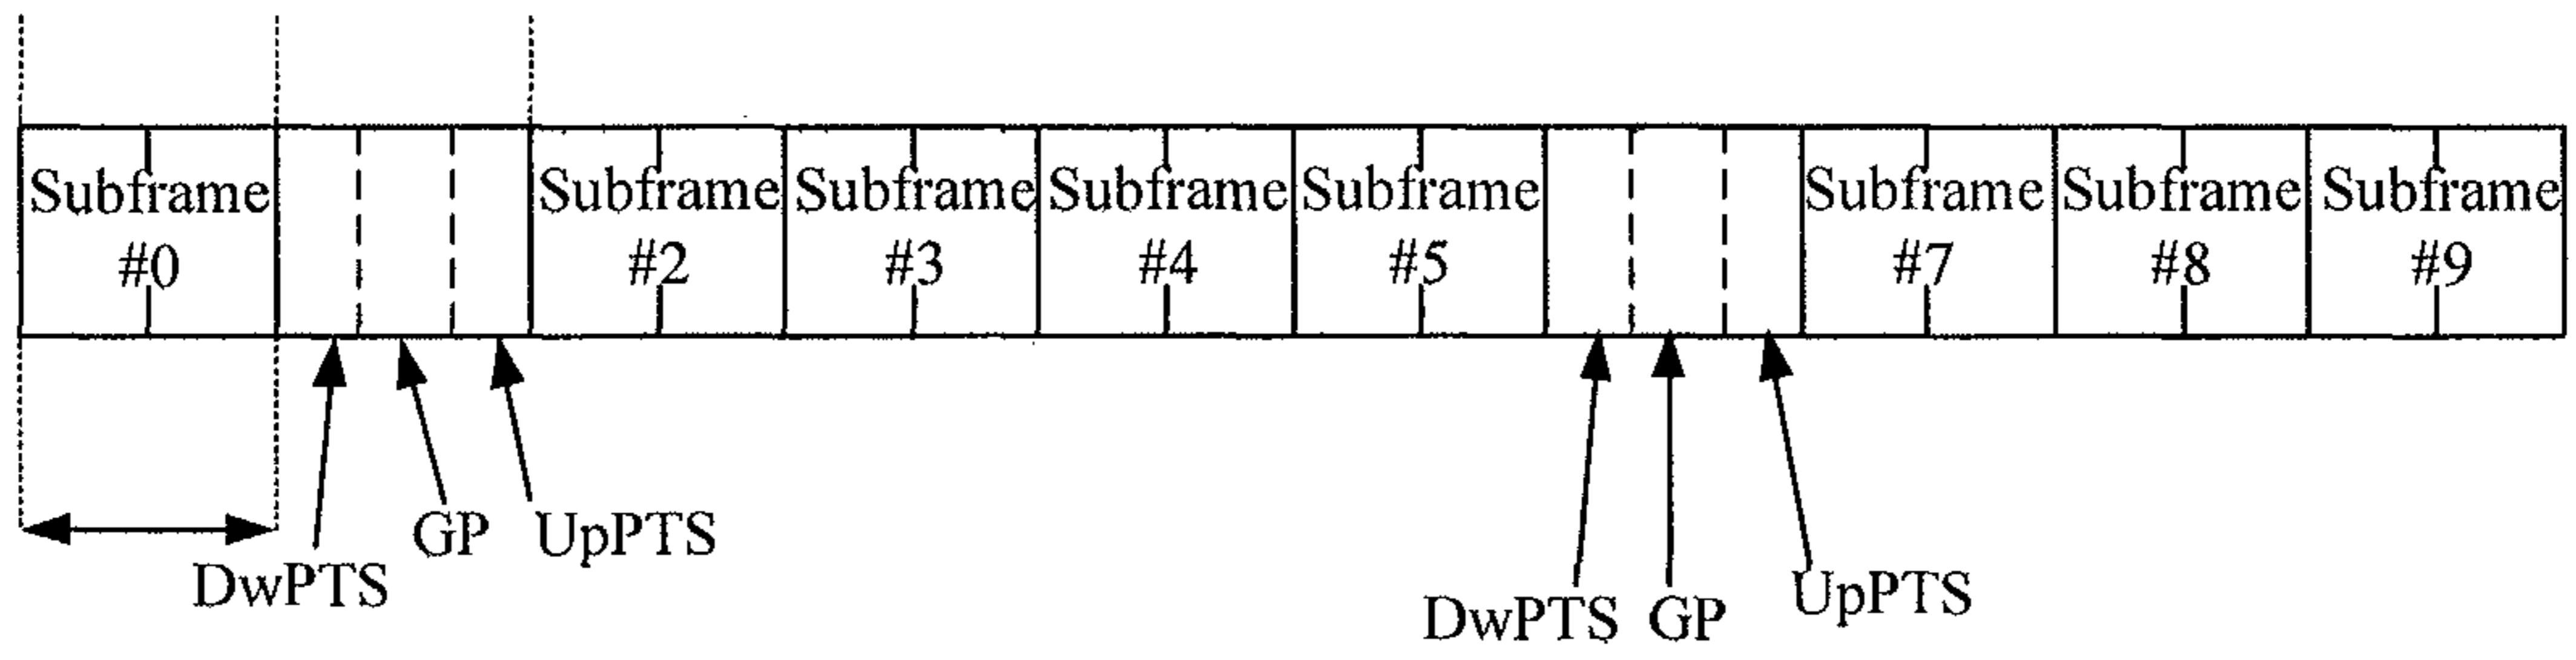 Subframe
#0
Subframe
#2
Subframe
#3
Subframe
#4
Subframe
#5
Subframe
#7
Subframe
#8
Subframe
#9
DwPTS
GP
UpPTS
DwPTS
GP
UpPTS